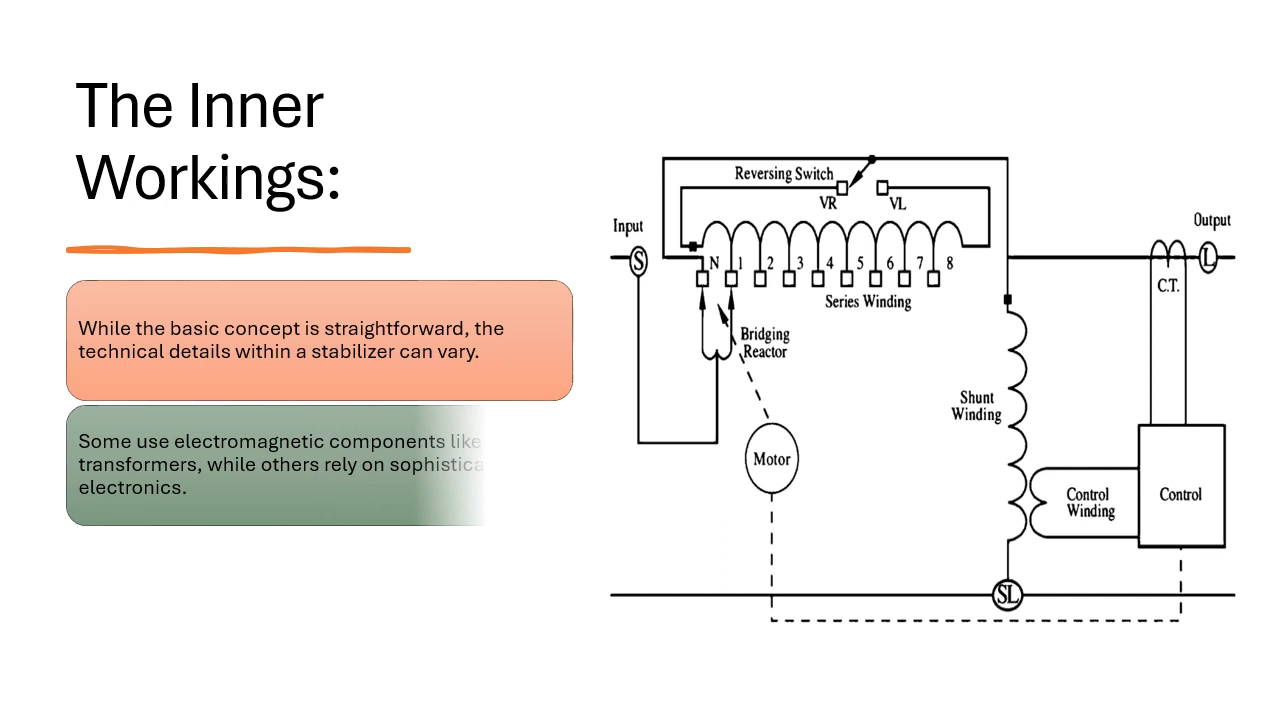 The Inner
Workings:
While the basic concept is straightforward, the
technical details within a stabilizer can vary.
Some use electromagnetic components like
transformers, while others rely on
electronics.
Reversing Switch
VR
VL
Input
Output
S
L
N 1 2 3 4 5 6 7 8
C.T.
Series Winding
Bridging
Reactor
Shunt
Winding
Motor
Control
Winding
Control
SL